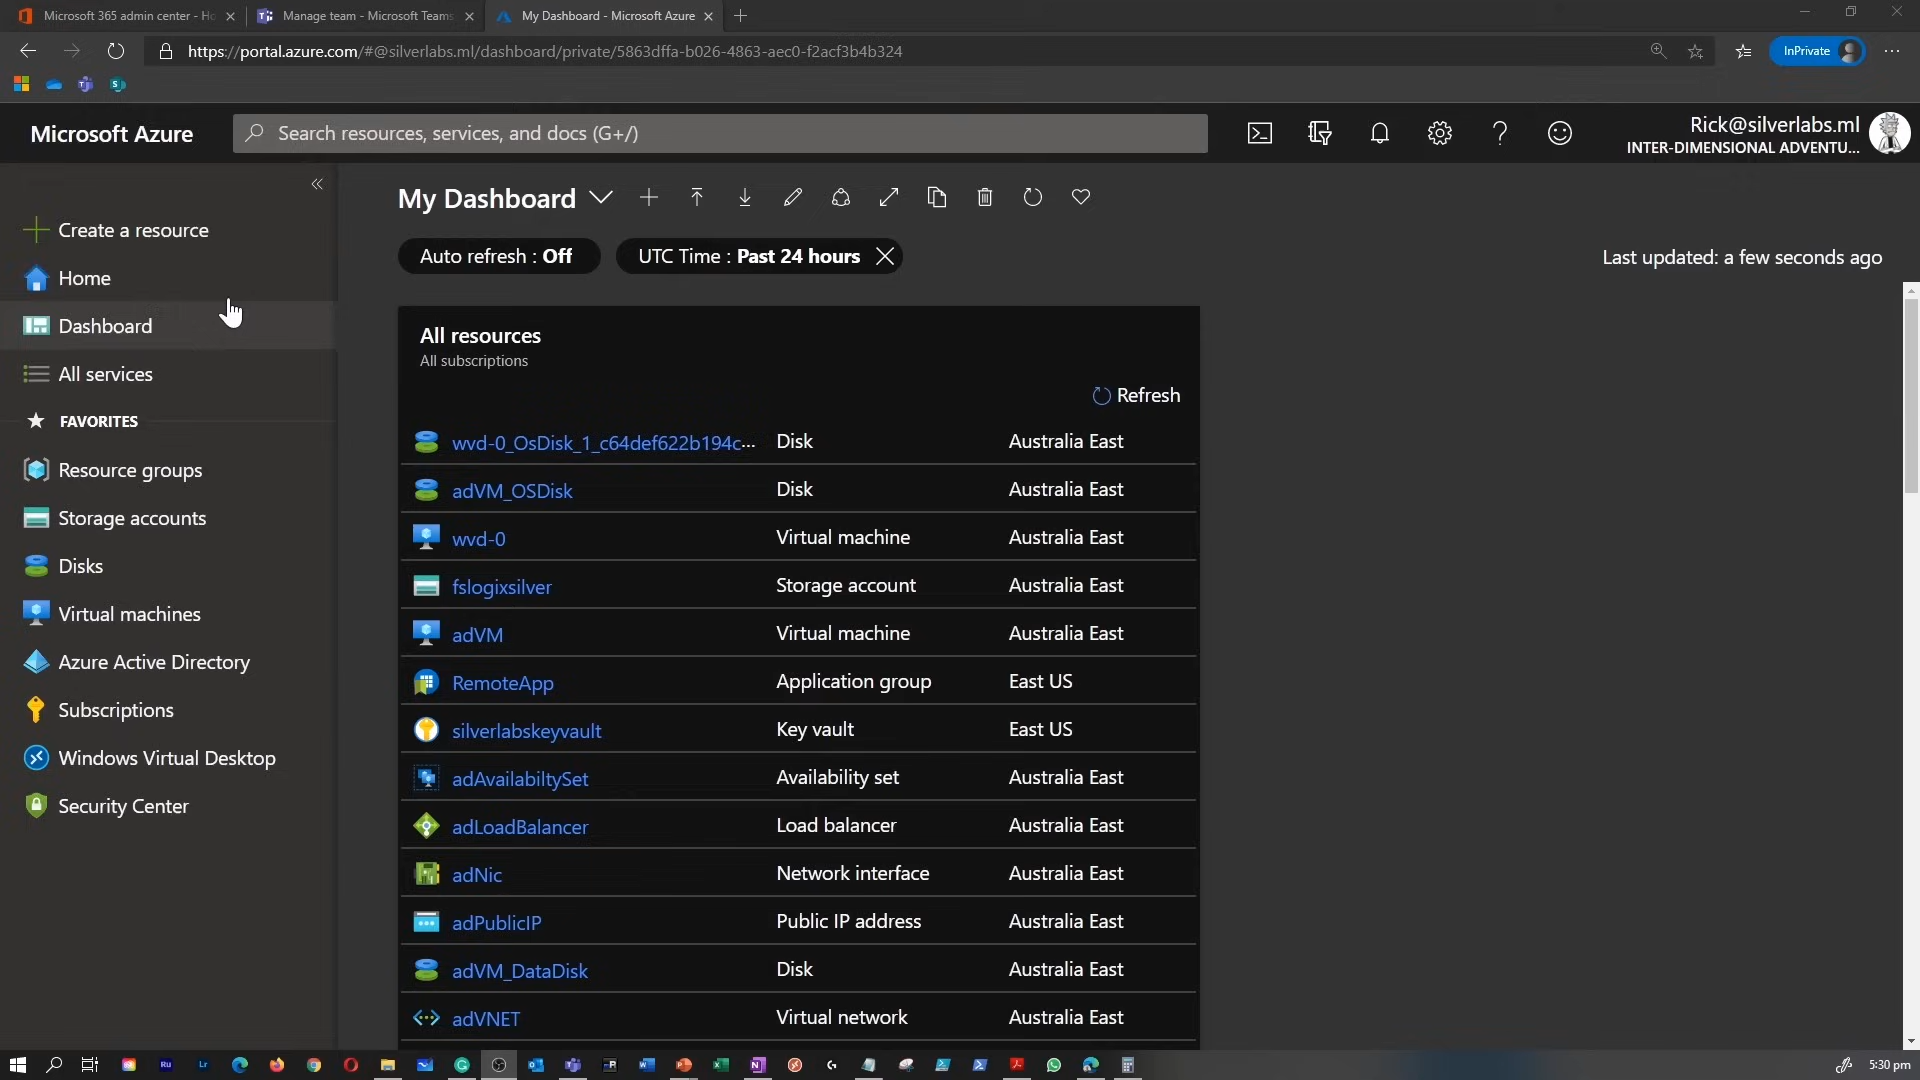 Microsoft 365 admin center - Ho
Manage team - Microsoft Teams
My Dashboard - Microsoft Azure
https://portal.azure.com/#@silverlabs.ml/dashboard/private/5863dffa-b026-4863-aec0-f2acf3b4b324
InPrivate
Microsoft Azure
Search resources, services, and docs (G+/)
Rick@silverlabs.ml
INTER-DIMENSIONAL ADVENTU...
My Dashboard
Create a resource
Home
Dashboard
All services
FAVORITES
Resource groups
Storage accounts
Disks
Virtual machines
Azure Active Directory
Subscriptions
Windows Virtual Desktop
Security Center
Auto refresh : Off
UTC Time : Past 24 hours
Last updated: a few seconds ago
All resources
All subscriptions
Refresh
wvd-0_OsDisk_1_c64def622b194c... Disk Australia East
adVM_OSDisk Disk Australia East
wvd-0 Virtual machine Australia East
fslogixsilver Storage account Australia East
adVM Virtual machine Australia East
RemoteApp Application group East US
silverlabskeyvault Key vault East US
adAvailabiltySet Availability set Australia East
adLoadBalancer Load balancer Australia East
adNic Network interface Australia East
adPublicIP Public IP address Australia East
adVM_DataDisk Disk Australia East
adVNET Virtual network Australia East
Ru
Lr
5:30 pm